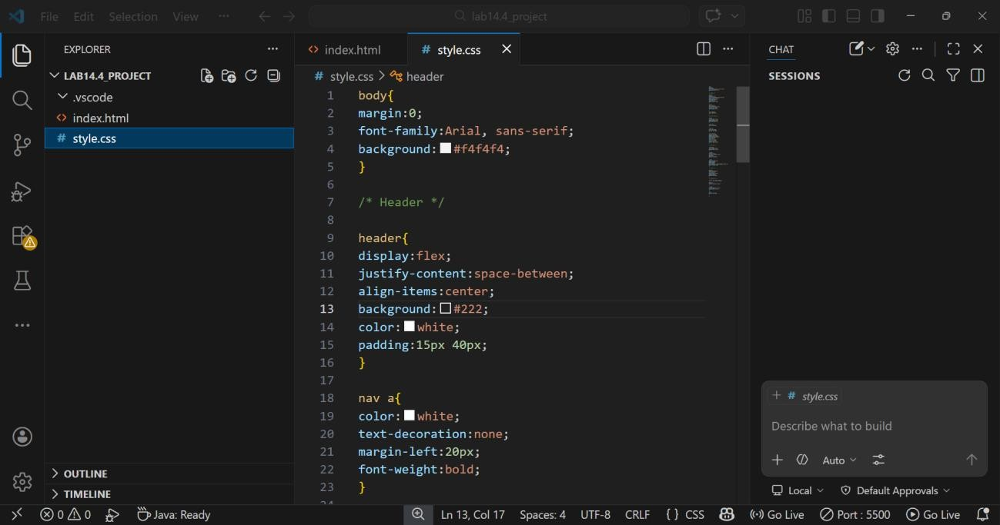 File Edit Selection View ··· lab14.4_project
EXPLORER ···
LAB14.4_PROJECT
.vscode
index.html
style.css
OUTLINE
TIMELINE
index.html # style.css ···
# style.css > header
1 body{
2 margin:0;
3 font-family:Arial, sans-serif;
4 background:#f4f4f4;
5 }
6
7 /* Header */
8
9 header{
10 display:flex;
11 justify-content:space-between;
12 align-items:center;
13 background:#222;
14 color:white;
15 padding:15px 40px;
16 }
17
18 nav a{
19 color:white;
20 text-decoration:none;
21 margin-left:20px;
22 font-weight:bold;
23 }
24
CHAT
SESSIONS
+ # style.css
Describe what to build
Auto
Local Default Approvals
0 0 Java: Ready Ln 13, Col 17 Spaces: 4 UTF-8 CRLF { } CSS Go Live Port : 5500 Go Live